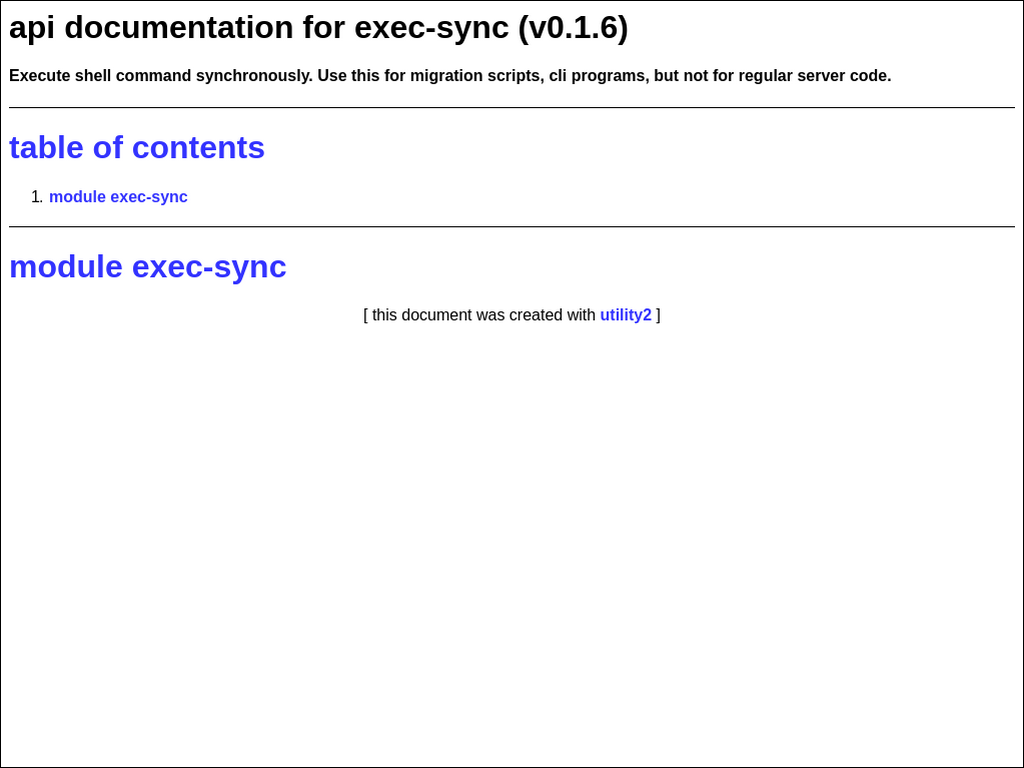 api documentation for exec-sync (v0.1.6)
Execute shell command synchronously. Use this for migration scripts, cli programs, but not for regular server code.
table of contents
1. module exec-sync
module exec-sync
[ this document was created with utility2 ]